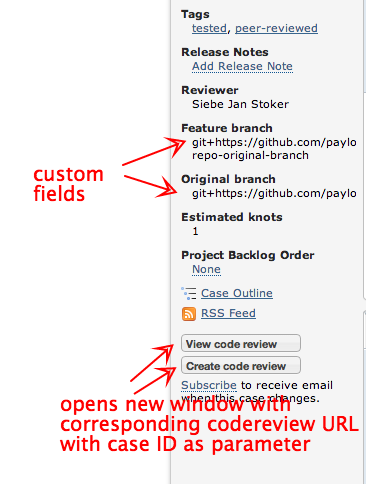 Tags
tested, peer-reviewed
Release Notes
Add Release Note
Reviewer
Siebe Jan Stoker
Feature branch
git+https://github.com/paylo
repo-original-branch
Original branch
git+https://github.com/paylo
custom
fields
Estimated knots
1
Project Backlog Order
None
Case Outline
RSS Feed
View code review
Create code review
Subscribe to receive email
when this case changes.
opens new window with
corresponding codereview URL
with case ID as parameter